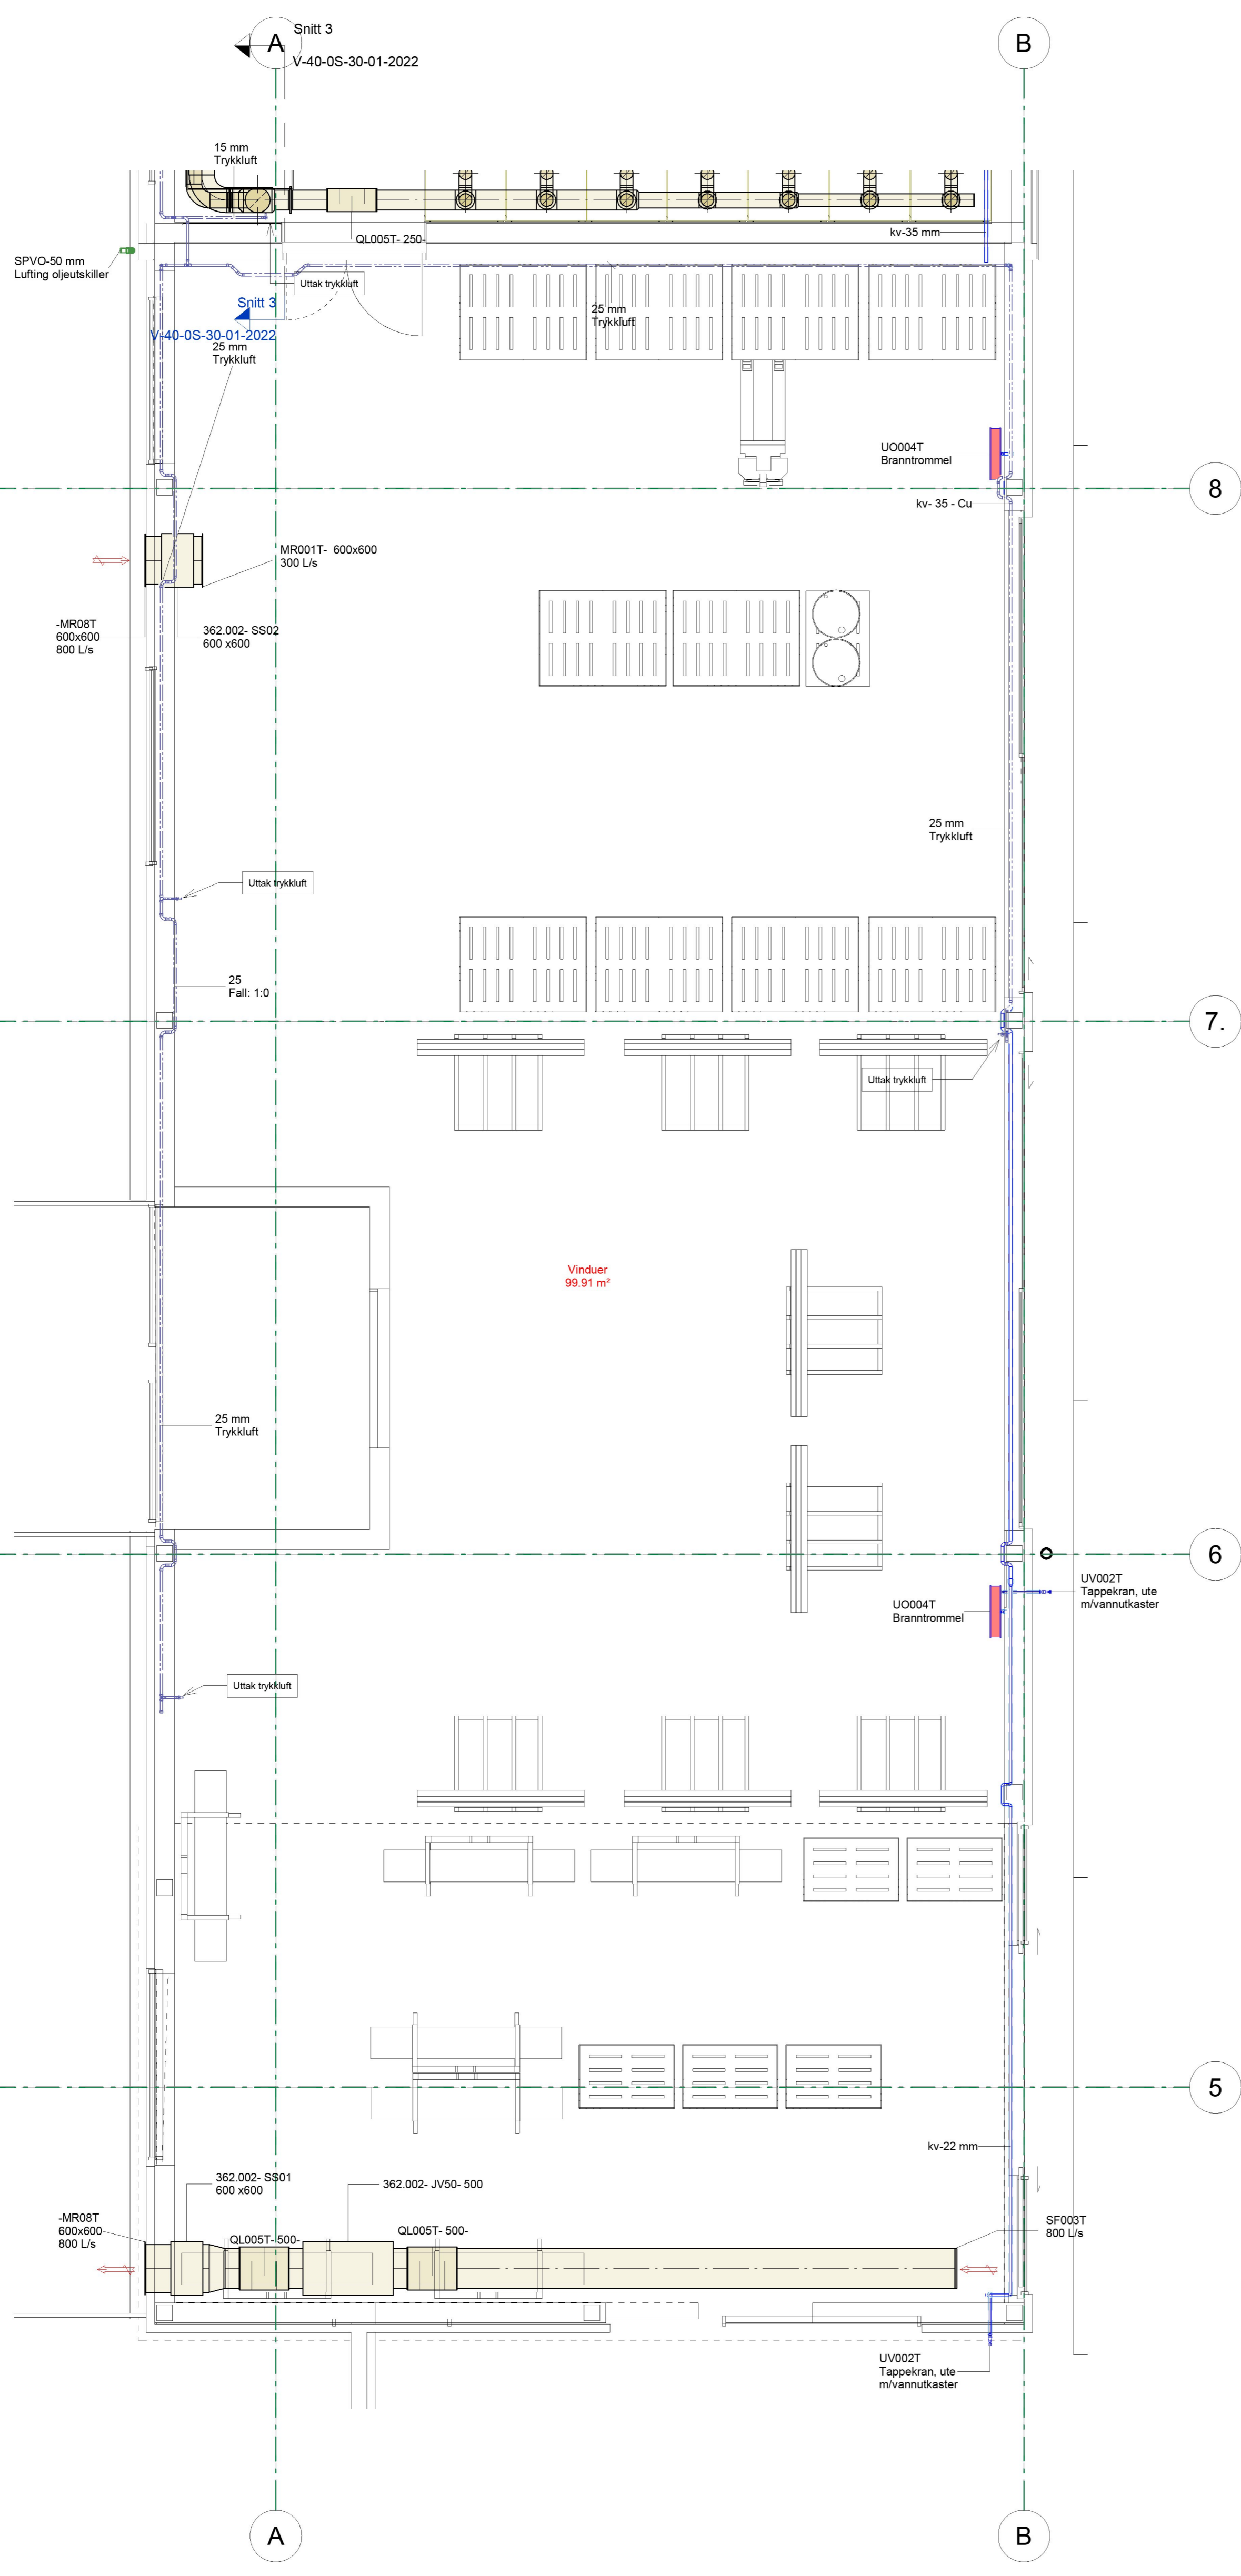 A
Snitt 3
V-40-0S-30-01-2022
B
15 mm
Trykkluft
QL005T- 250-
kv-35 mm
SPVO-50 mm
Lufting oljeutskiller
Uttak trykkluft
Snitt 3
V-40-0S-30-01-2022
25 mm
Trykkluft
25 mm
Trykkluft
UO004T
Branntrommel
8
kv- 35 - Cu
MR001T- 600x600
300 L/s
-MR08T
600x600
800 L/s
362.002- SS02
600 x600
25 mm
Trykkluft
Uttak trykkluft
25
Fall: 1:0
7.
Uttak trykkluft
Vinduer
99.91 m²
25 mm
Trykkluft
6
UV002T
Tappekran, ute
m/vannutkaster
UO004T
Branntrommel
Uttak trykkluft
5
kv-22 mm
362.002- SS01
600 x600
362.002- JV50- 500
-MR08T
600x600
800 L/s
QL005T- 500-
QL005T- 500-
SF003T
800 L/s
UV002T
Tappekran, ute
m/vannutkaster
A
B